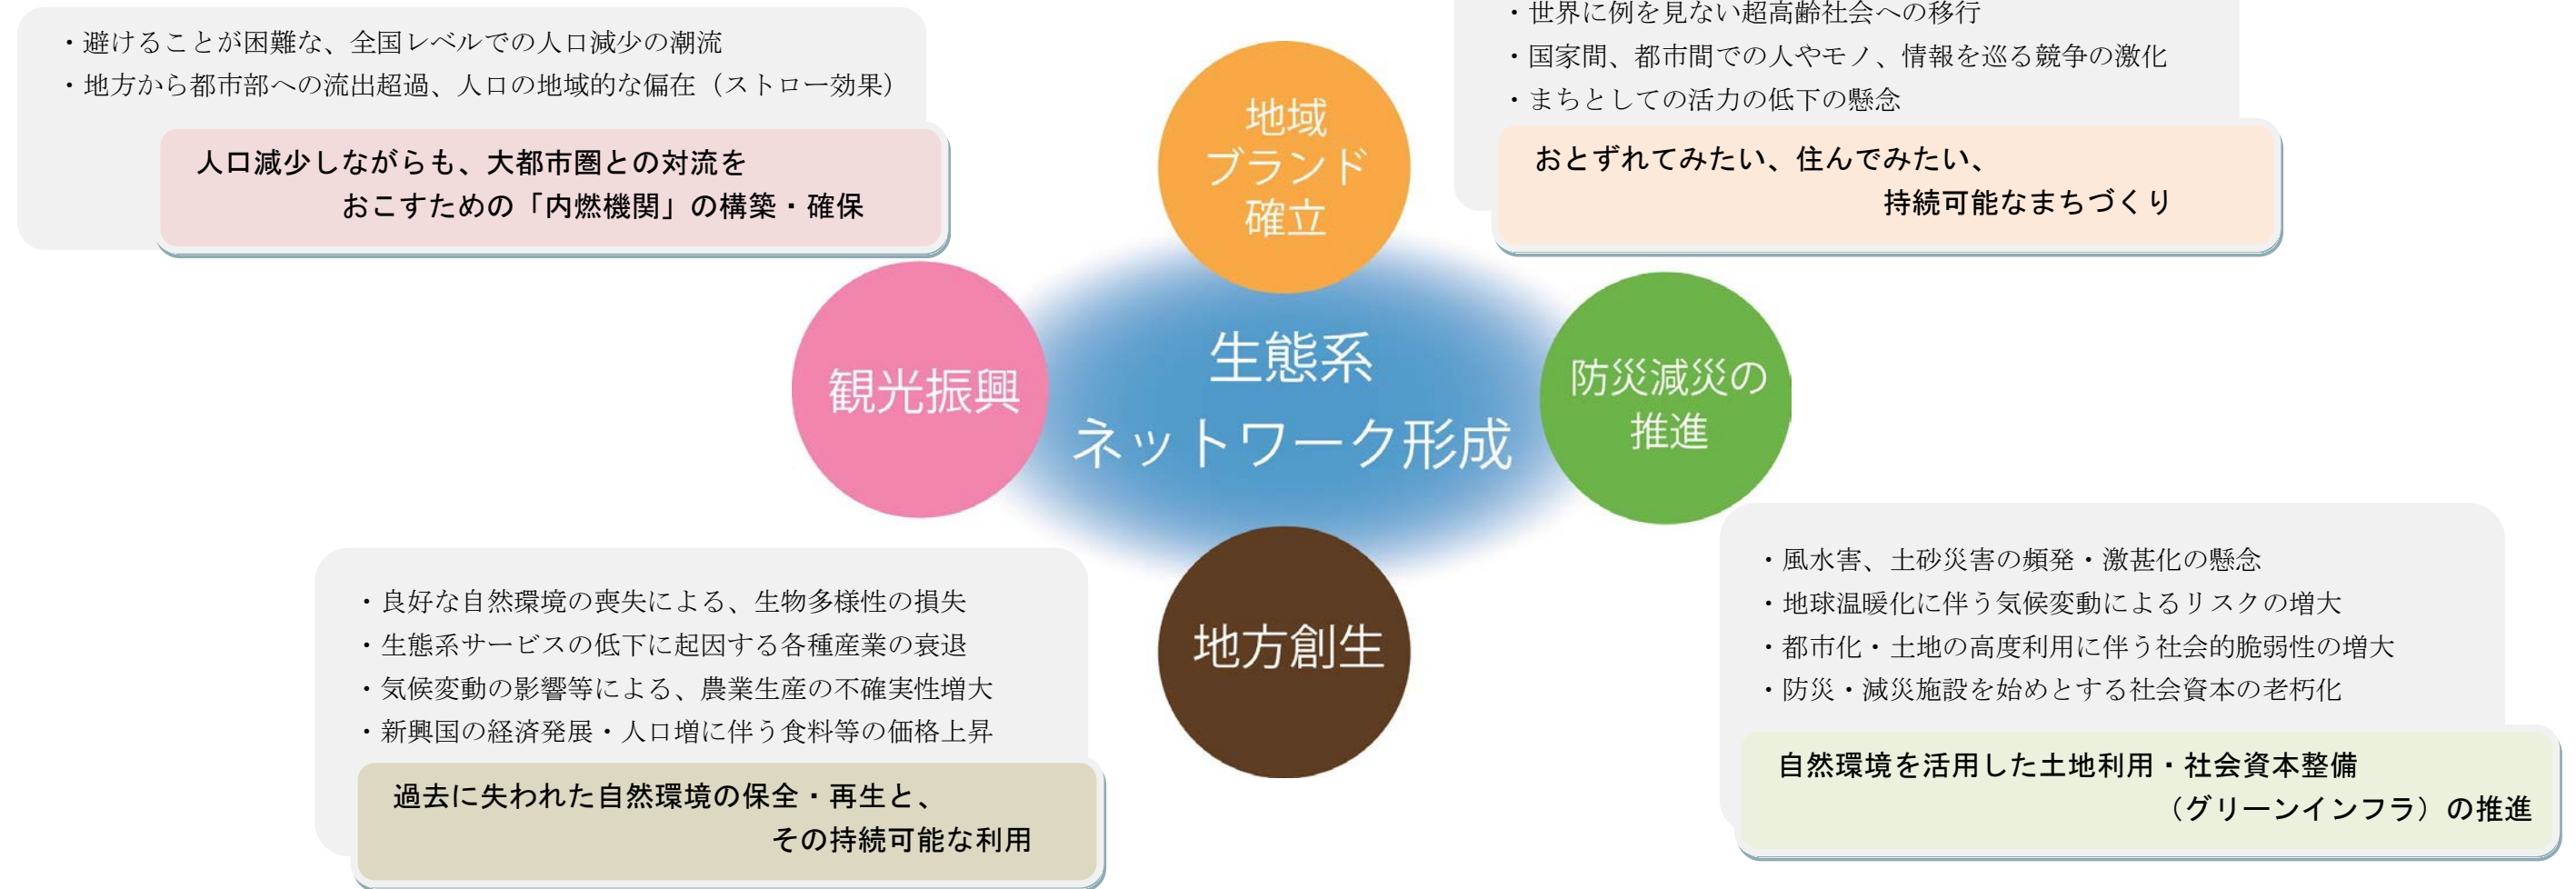 ・避けることが困難な、全国レベルでの人口減少の潮流
・地方から都市部への流出超過、人口の地域的な偏在（ストロー効果）
人口減少しながらも、大都市圏との対流を
おこすための「内燃機関」の構築・確保
・世界に例を見ない超高齢社会への移行
・国家間、都市間での人やモノ、情報を巡る競争の激化
・まちとしての活力の低下の懸念
おとずれてみたい、住んでみたい、
持続可能なまちづくり
地域
ブランド
確立
観光振興
生態系
ネットワーク形成
防災減災の
推進
地方創生
・良好な自然環境の喪失による、生物多様性の損失
・生態系サービスの低下に起因する各種産業の衰退
・気候変動の影響等による、農業生産の不確実性増大
・新興国の経済発展・人口増に伴う食料等の価格上昇
過去に失われた自然環境の保全・再生と、
その持続可能な利用
・風水害、土砂災害の頻発・激甚化の懸念
・地球温暖化に伴う気候変動によるリスクの増大
・都市化・土地の高度利用に伴う社会的脆弱性の増大
・防災・減災施設を始めとする社会資本の老朽化
自然環境を活用した土地利用・社会資本整備
（グリーンインフラ）の推進